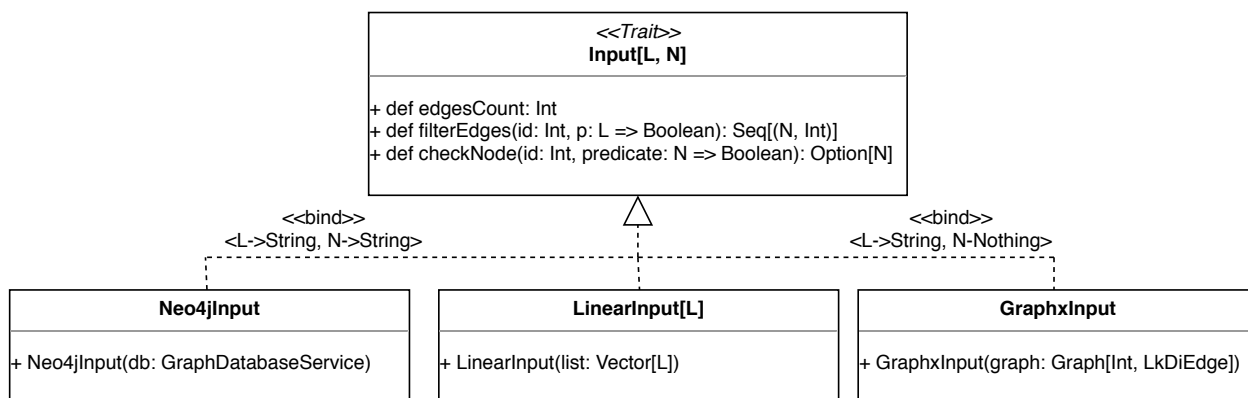 <<Trait>>
Input[L, N]
+ def edgesCount: Int
+ def filterEdges(id: Int, p: L => Boolean): Seq[(N, Int)]
+ def checkNode(id: Int, predicate: N => Boolean): Option[N]
<<bind>>
<L->String, N->String>
<<bind>>
<L->String, N-Nothing>
Neo4jInput
+ Neo4jInput(db: GraphDatabaseService)
LinearInput[L]
+ LinearInput(list: Vector[L])
GraphxInput
+ GraphxInput(graph: Graph[Int, LkDiEdge])